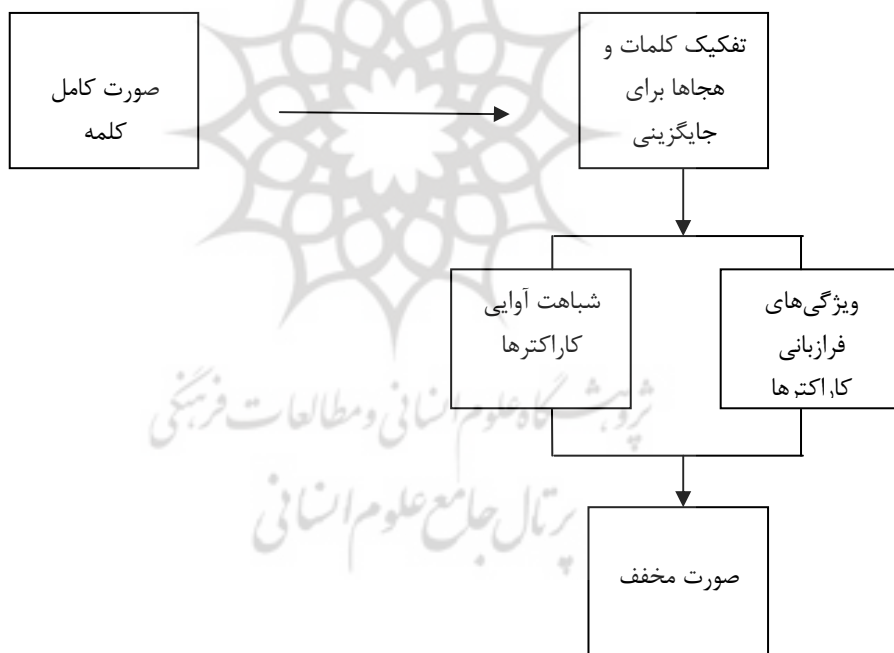 صورت کامل
کلمه
تفکیک کلمات و
هجاها برای
جایگزینی
شباهت آوایی
کاراکترها
ویژگی‌های
فرازبانی
کاراکترها
پژوهشگاه علوم انسانی و مطالعات فرهنگی
پرتال جامع علوم انسانی
صورت مخفف